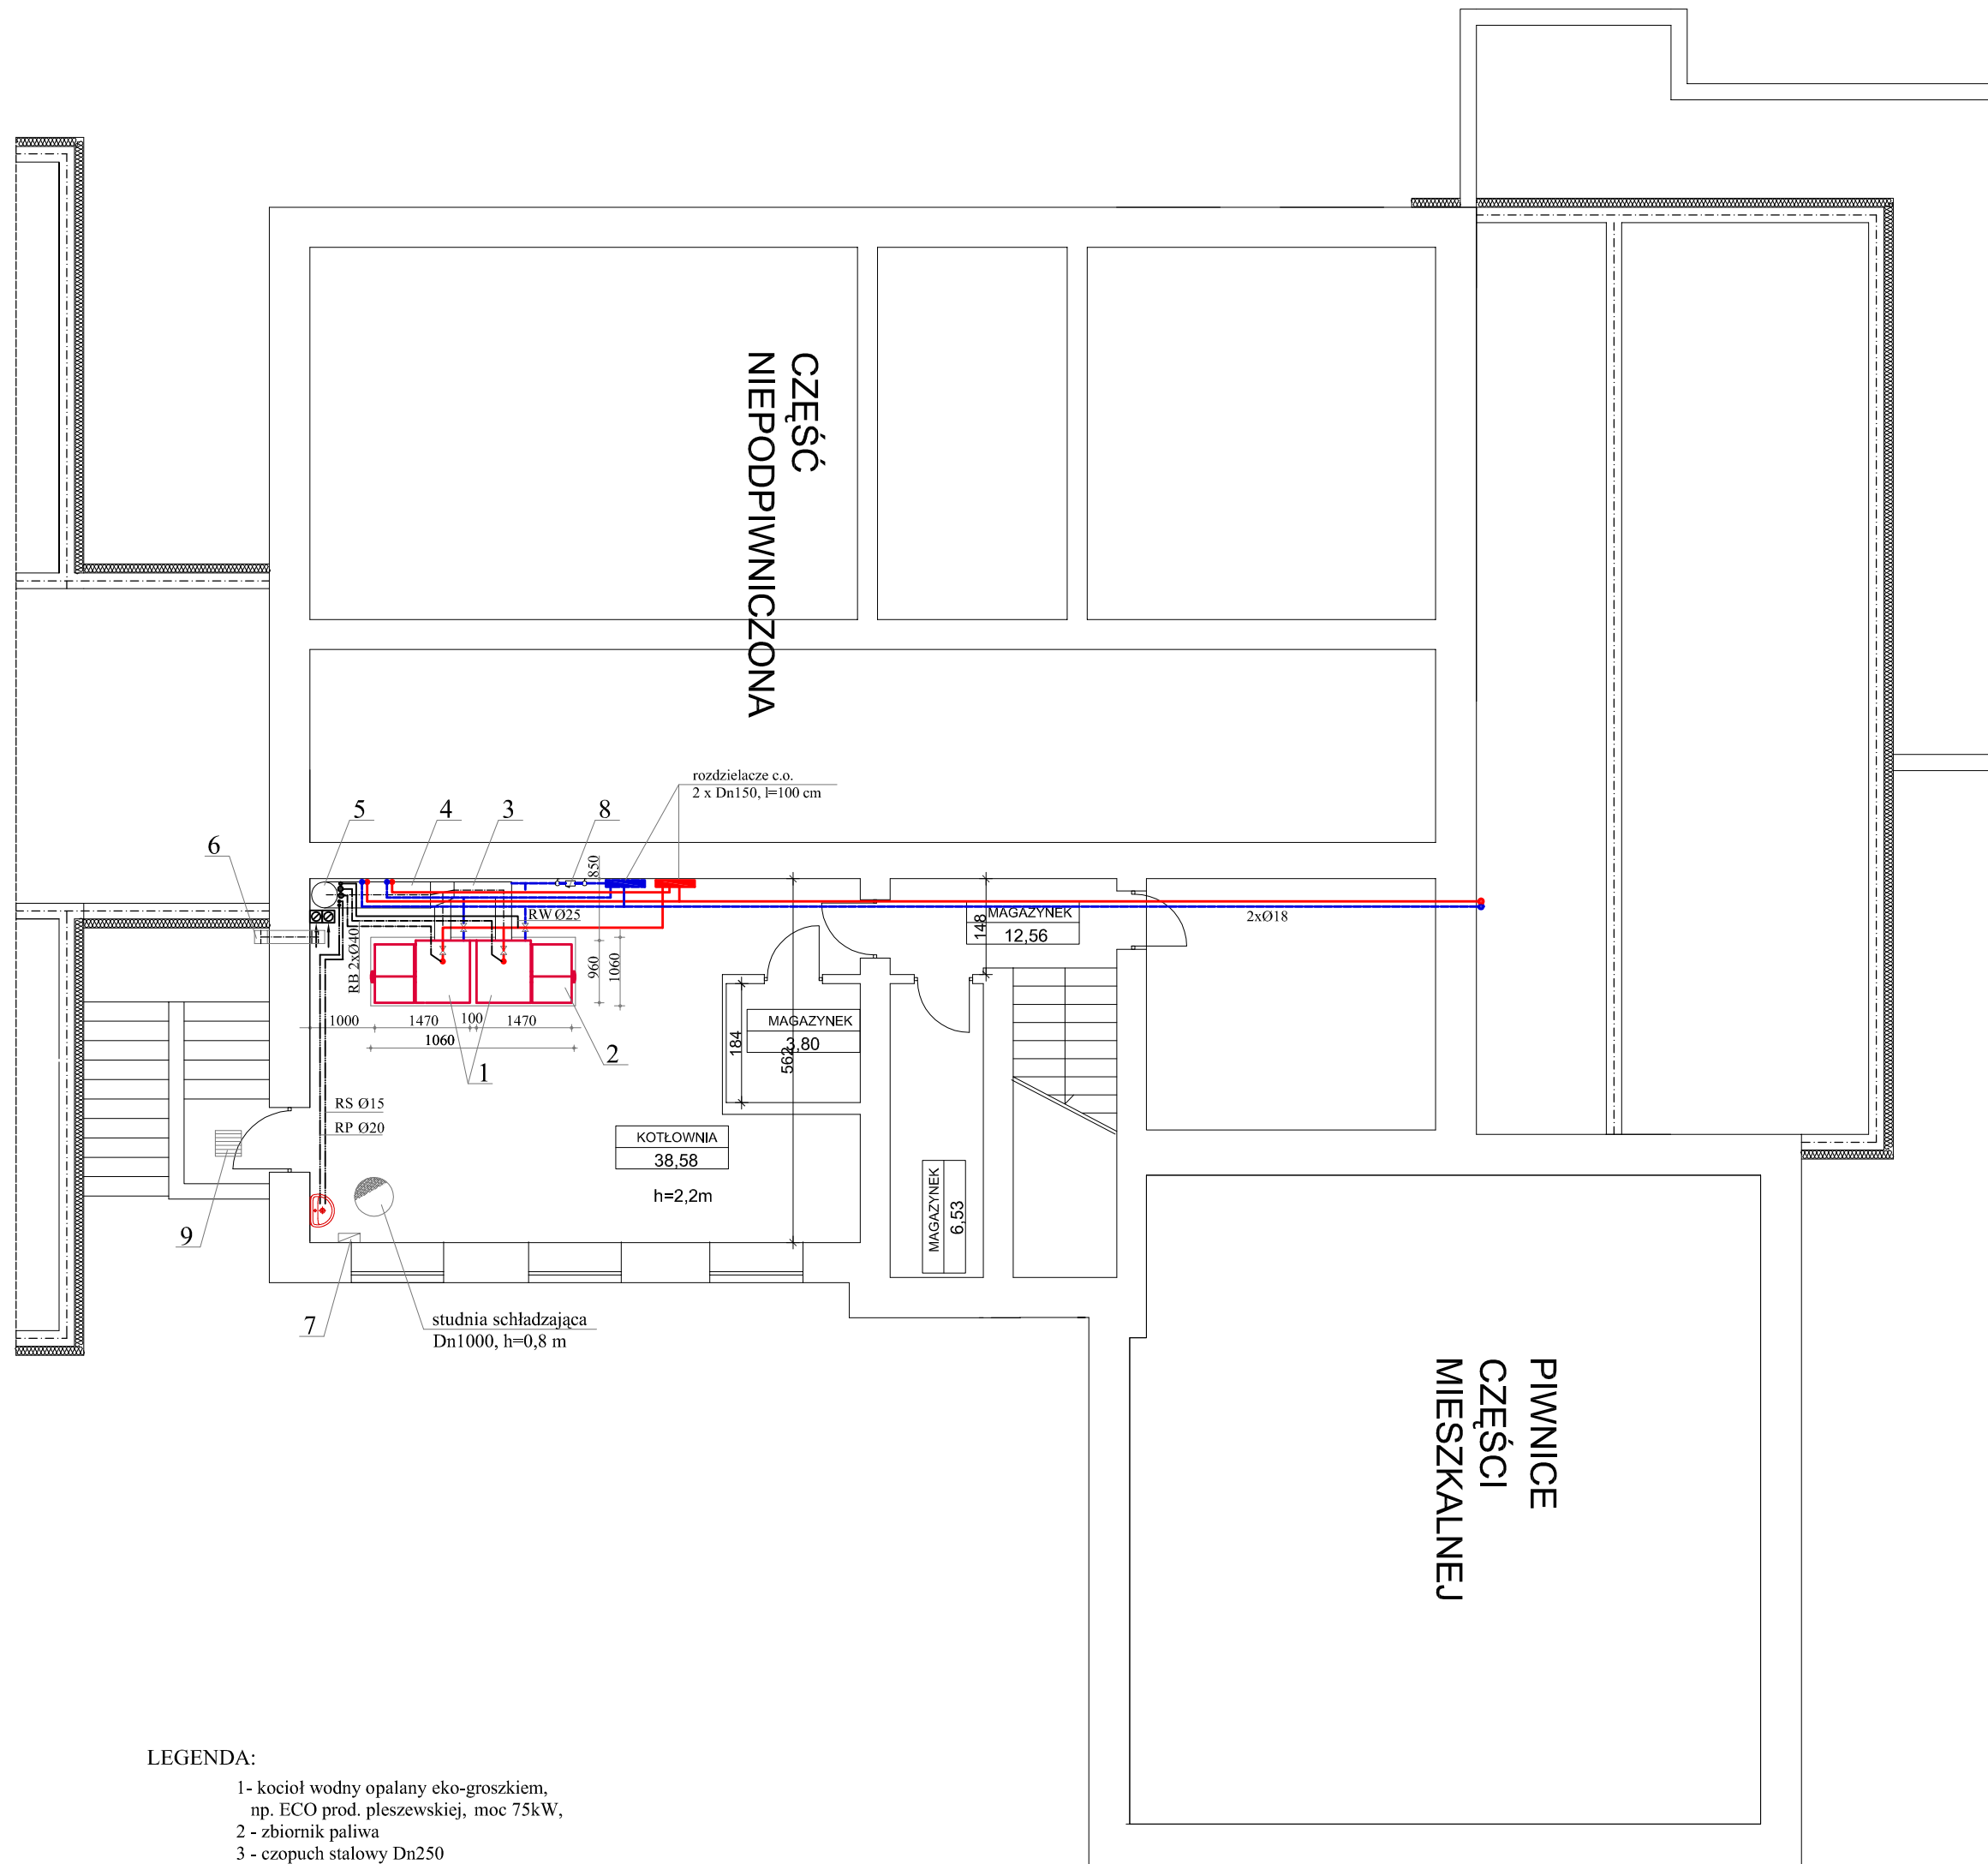 CZĘŚĆ
NIEPODPIWNICZONA
rozdzielacze c.o.
2 x Dn150, l=100 cm
5
4
3
8
6
850
RW Ø25
MAGAZYNEK
12,56
148
2xØ18
RB 2xØ40
960
1060
1000
1470
100
1470
1060
1
2
MAGAZYNEK
3,80
184
562
RS Ø15
RP Ø20
KOTŁOWNIA
38,58
h=2,2m
MAGAZYNEK
6,53
9
7
studnia schładzająca
Dn1000, h=0,8 m
PIWNICE
CZĘŚCI
MIESZKALNEJ
LEGENDA:
1- kocioł wodny opalany eko-groszkiem,
np. ECO prod. pleszewskiej, moc 75kW,
2 - zbiornik paliwa
3 - czopuch stalowy Dn250